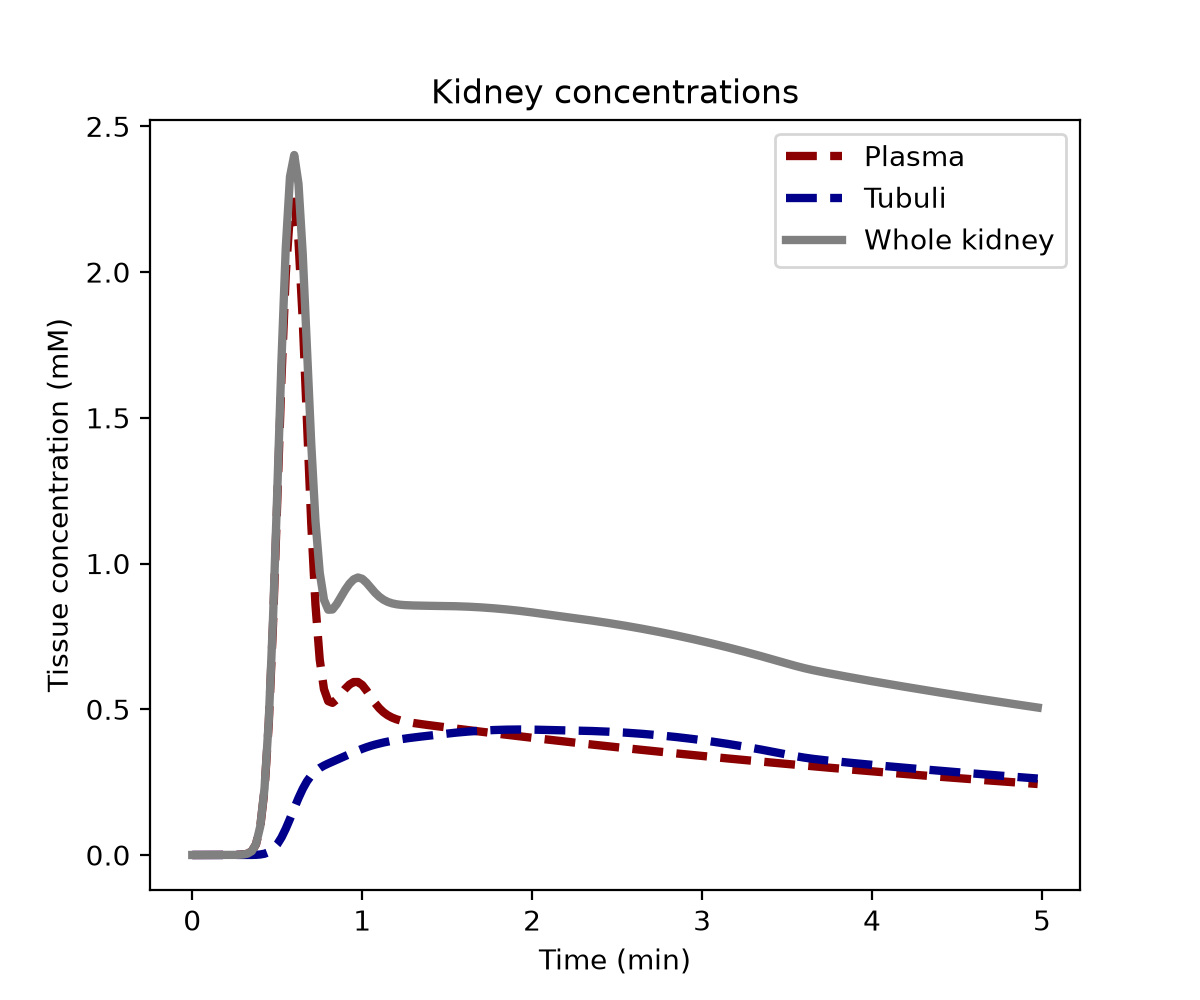 Kidney concentrations
2.5
2.0
1.5
1.0
0.5
0.0
Tissue concentration (mM)
Plasma
Tubuli
Whole kidney
0 1 2 3 4 5
Time (min)